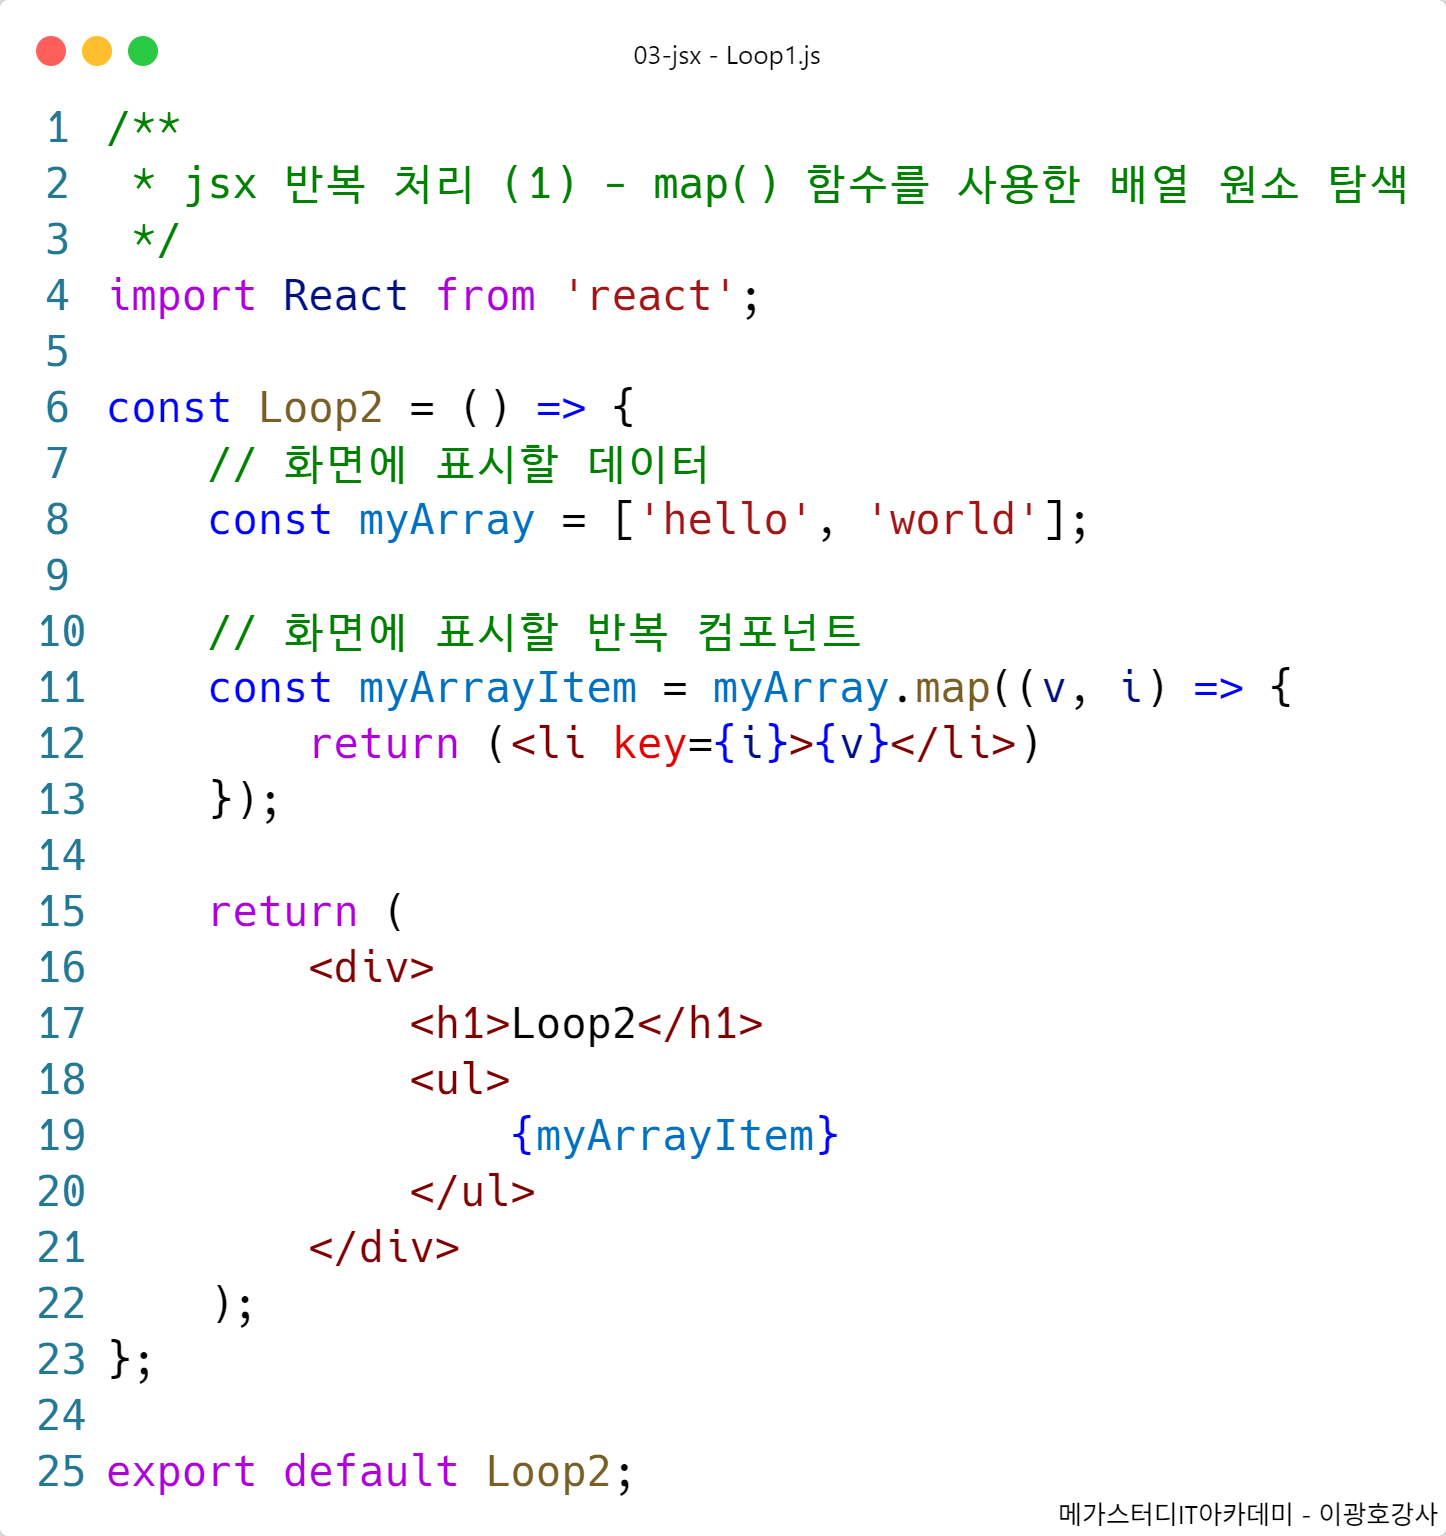 03-jsx - Loop1.js
1 /**
2  * jsx 반복 처리 (1) - map() 함수를 사용한 배열 원소 탐색
3  */
4 import React from 'react';
5
6 const Loop2 = () => {
7     // 화면에 표시할 데이터
8     const myArray = ['hello', 'world'];
9
10     // 화면에 표시할 반복 컴포넌트
11     const myArrayItem = myArray.map((v, i) => {
12         return (<li key={i}>{v}</li>)
13     });
14
15     return (
16         <div>
17             <h1>Loop2</h1>
18             <ul>
19                 {myArrayItem}
20             </ul>
21         </div>
22     );
23 };
24
25 export default Loop2;
메가스터디IT아카데미 - 이광호강사